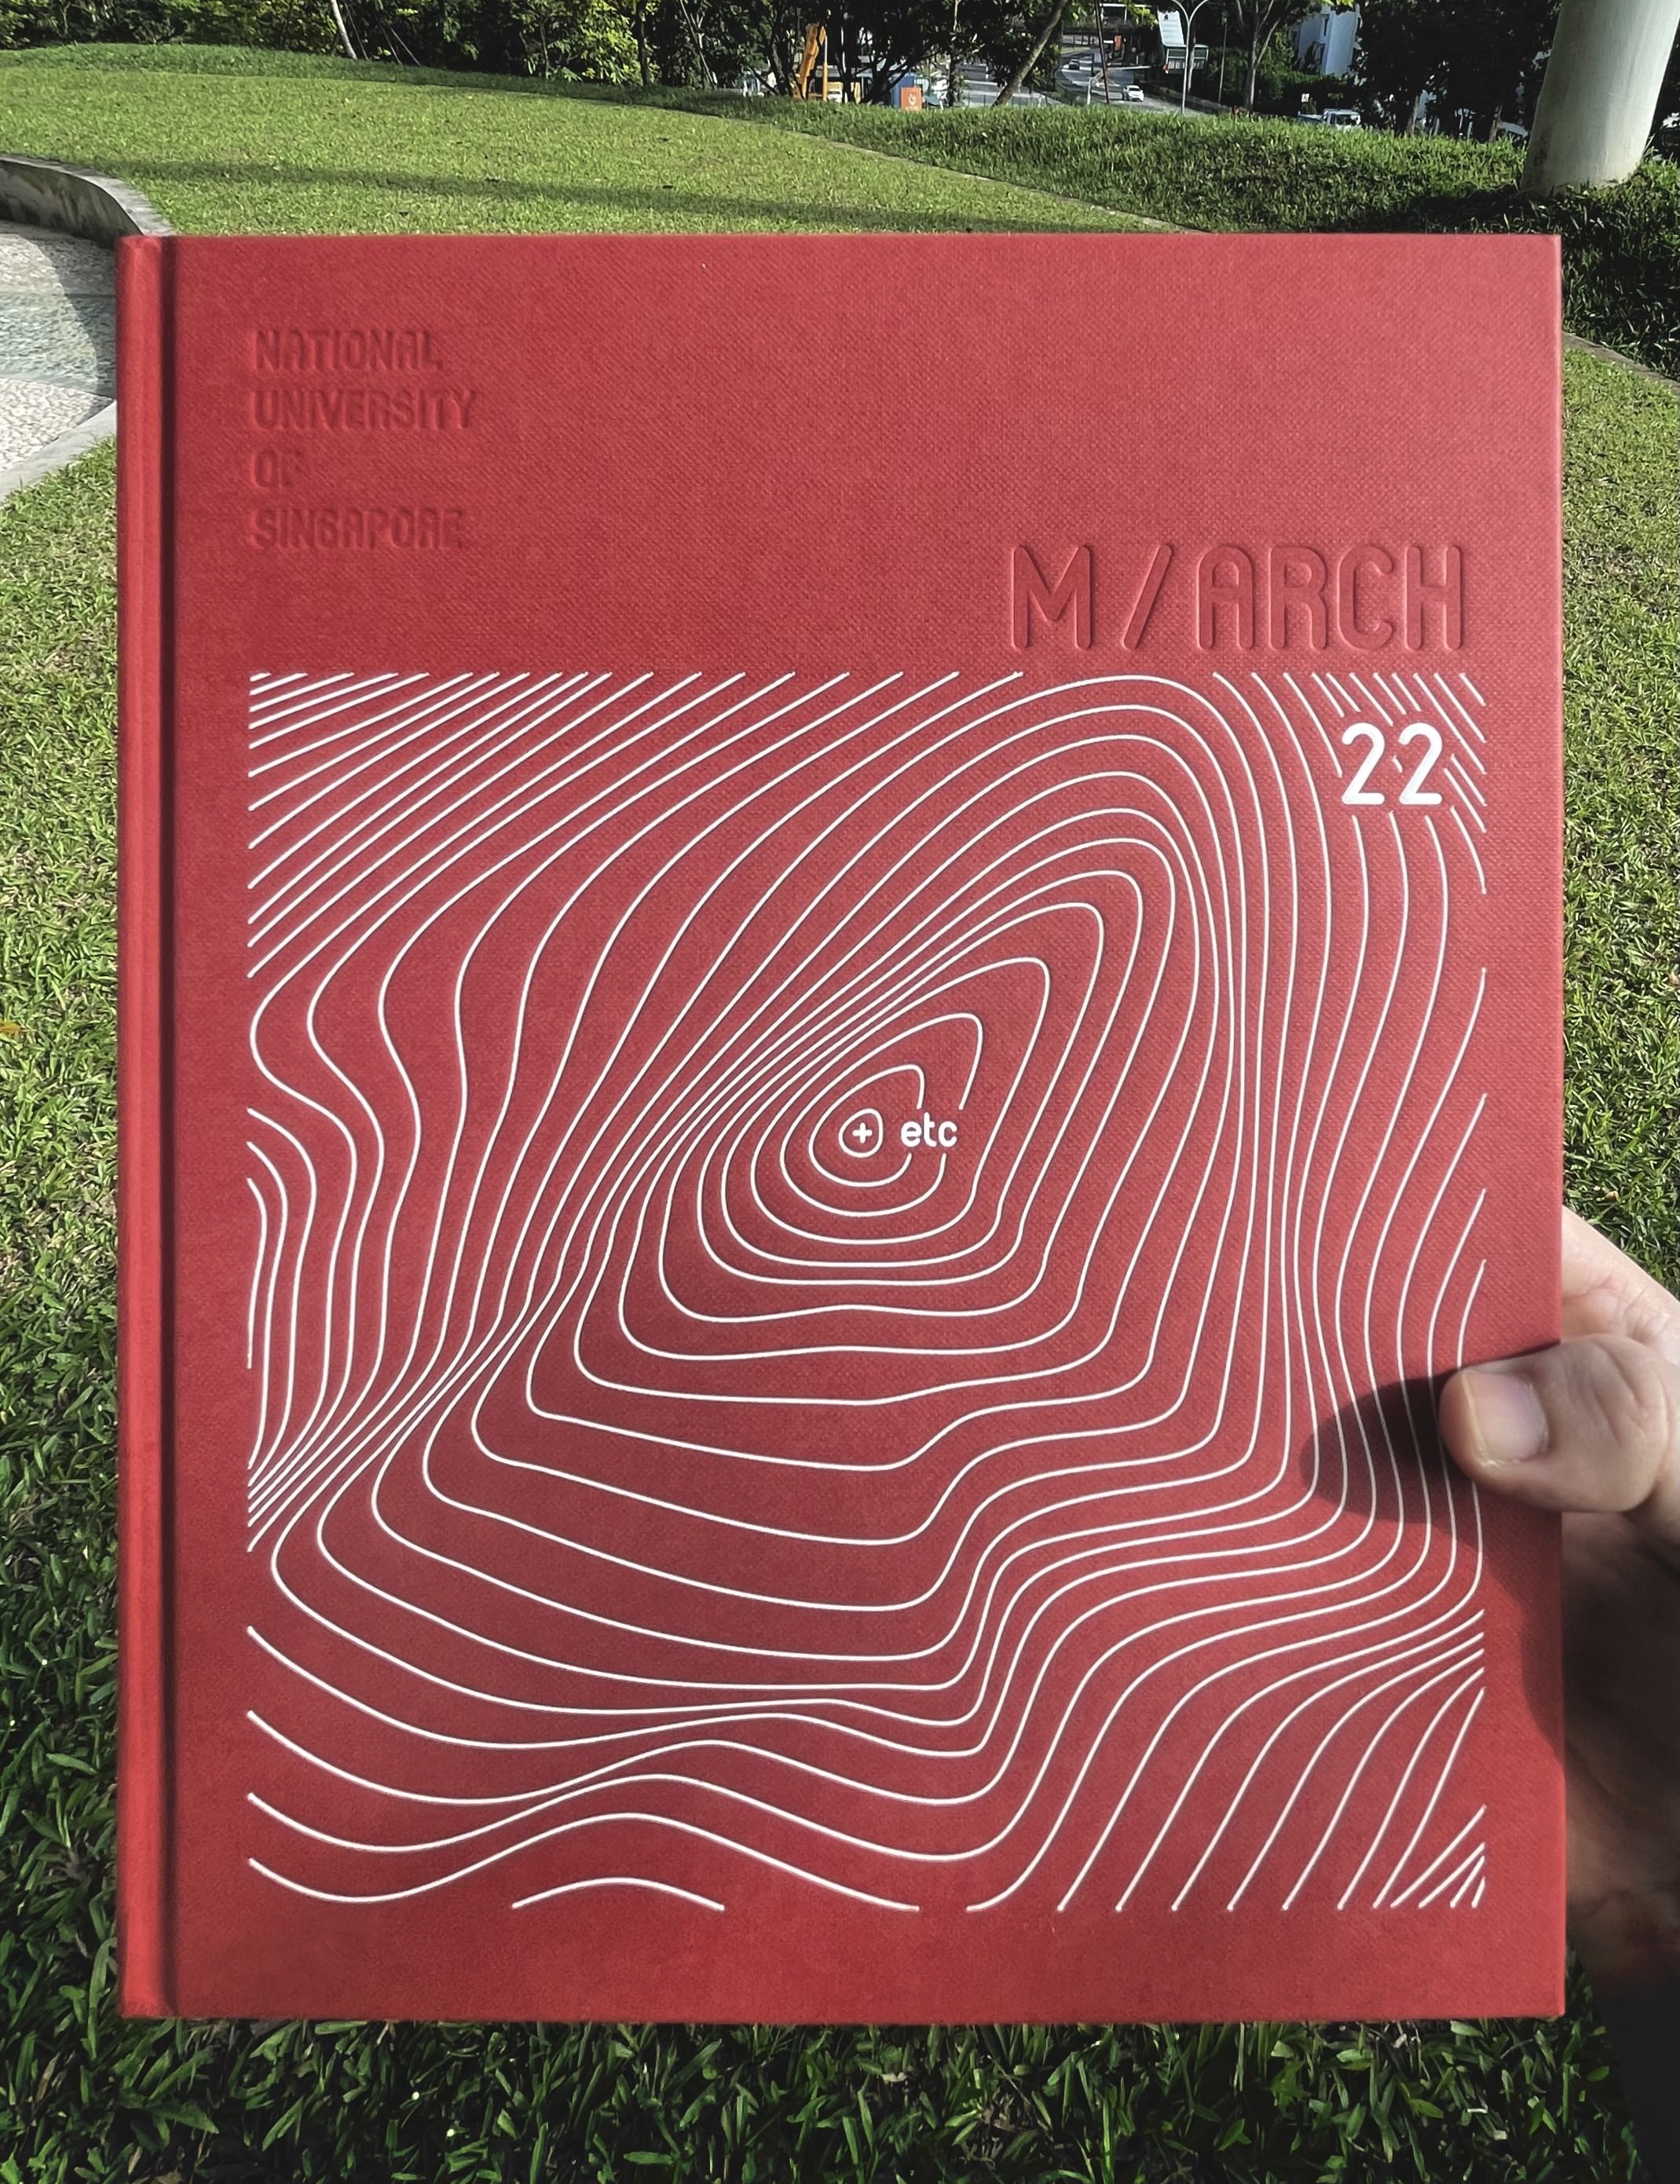 NATIONAL
UNIVERSITY
OF
SINGAPORE
M/ARCH
22
+ etc